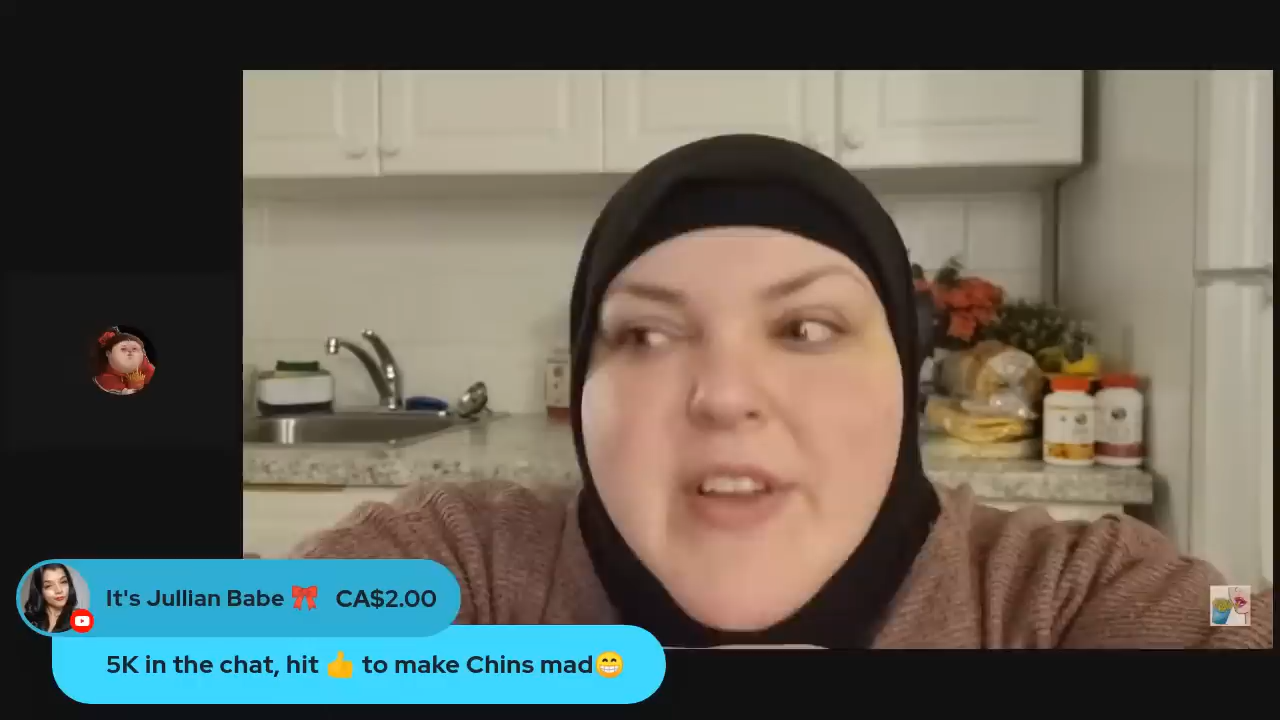 It's Jullian Babe 🎀 CA$2.00
5K in the chat, hit 👍 to make Chins mad😁